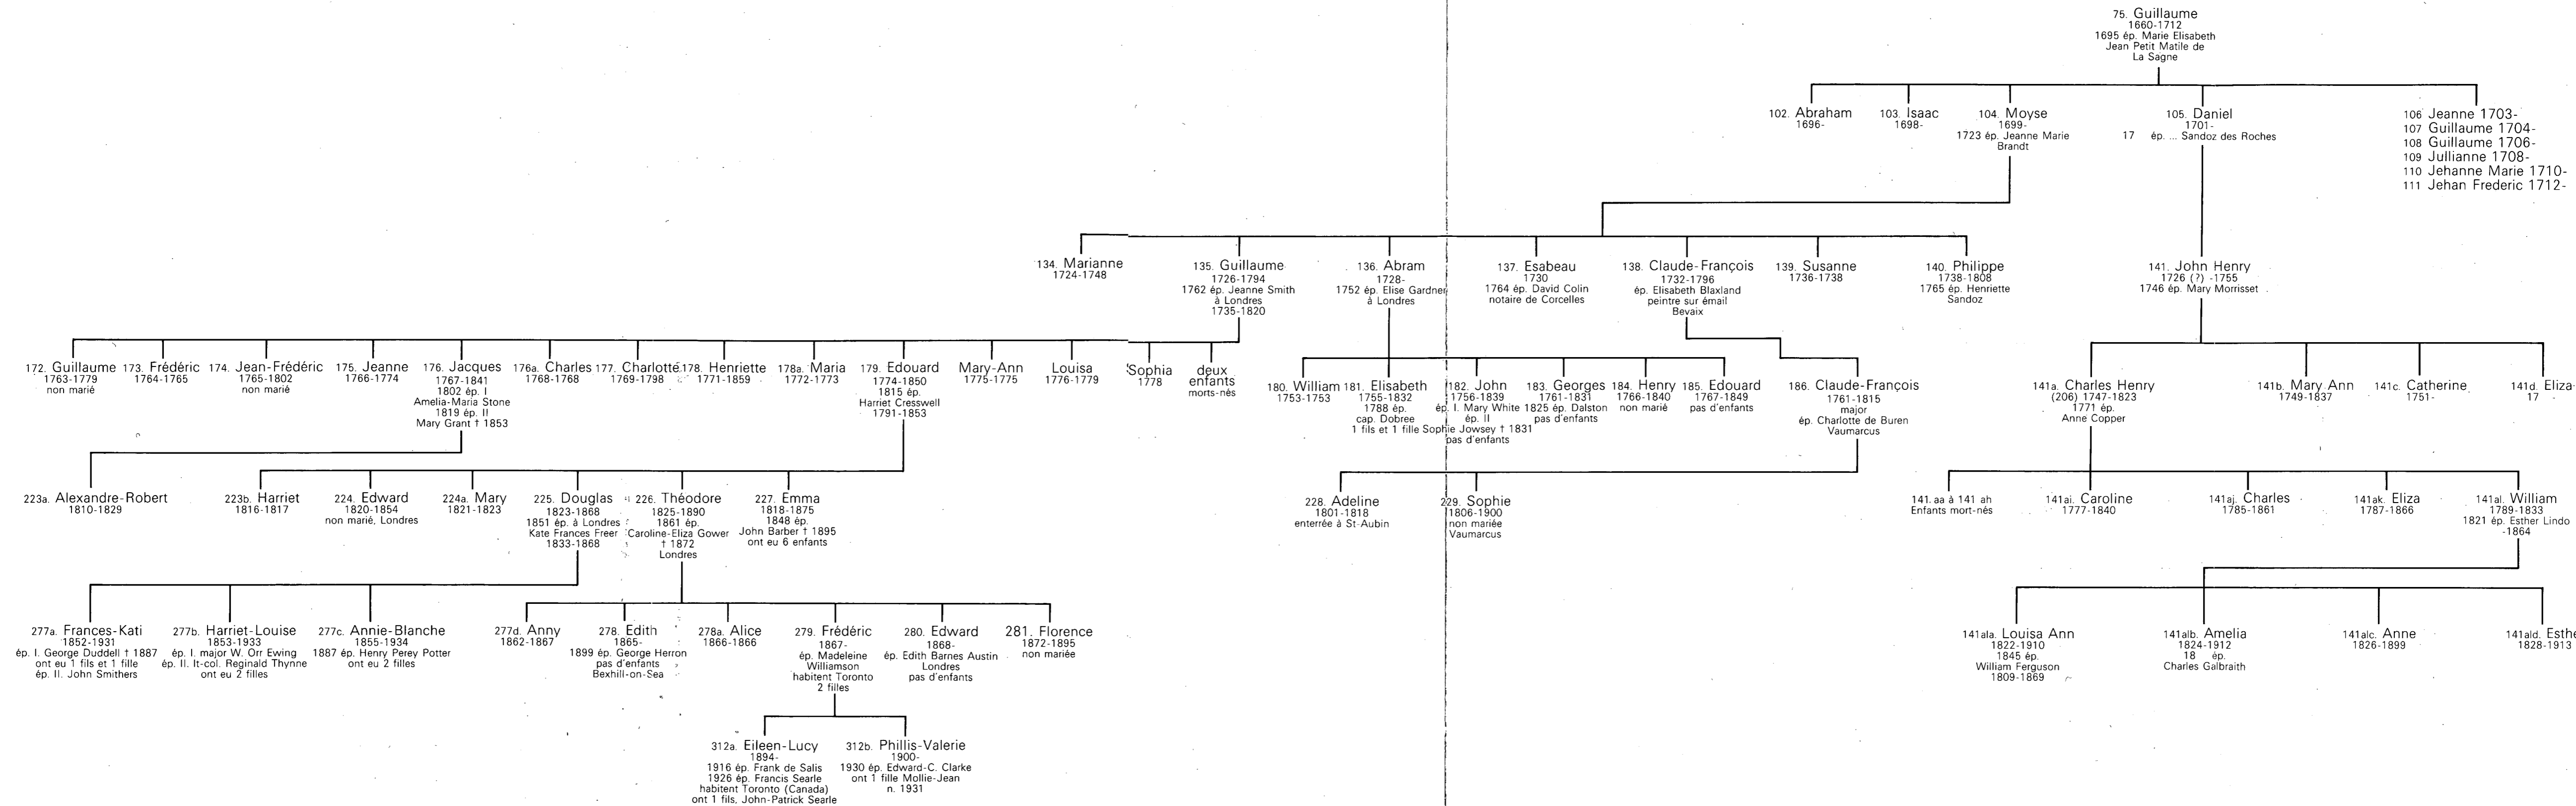 75. Guillaume
1660-1712
1695 ép. Marie Elisabeth
Jean Petit Matile de
La Sagne
102. Abraham
1696-
103. Isaac
1698-
104. Moyse
1699-
1723 ép. Jeanne Marie
Brandt
105. Daniel
1701-
17 ép. ... Sandoz des Roches
106 Jeanne 1703-
107 Guillaume 1704-
108 Guillaume 1706-
109 Jullianne 1708-
110 Jehanne Marie 1710-
111 Jehan Frederic 1712-
134. Marianne
1724-1748
135. Guillaume
1726-1794
1762 ép. Jeanne Smith
à Londres
1735-1820
136. Abram
1728-
1752 ép. Elise Gardner
à Londres
137. Esabeau
1730
1764 ép. David Colin
notaire de Corcelles
138. Claude-François
1732-1796
ép. Elisabeth Blaxland
peintre sur émail
Bevaix
139. Susanne
1736-1738
140. Philippe
1738-1808
1765 ép. Henriette
Sandoz
141. John Henry
1726 (?) -1755
1746 ép. Mary Morrisset
172. Guillaume
1763-1779
non marié
173. Frédéric
1764-1765
174. Jean-Frédéric
1765-1802
non marié
175. Jeanne
1766-1774
176. Jacques
1767-1841
1802 ép. I
Amelia-Maria Stone
1819 ép. II
Mary Grant † 1853
176a. Charles
1768-1768
177. Charlotte
1769-1798
178. Henriette
1771-1859
178a. Maria
1772-1773
179. Edouard
1774-1850
1815 ép.
Harriet Cresswell
1791-1853
Mary-Ann
1775-1775
Louisa
1776-1779
Sophia
1778
deux
enfants
morts-nés
180. William
1753-1753
181. Elisabeth
1755-1832
1788 ép.
cap. Dobree
1 fils et 1 fille
182. John
1756-1839
ép. I. Mary White
ép. II
Sophie Jowsey † 1831
pas d'enfants
183. Georges
1761-1831
1825 ép. Dalston
pas d'enfants
184. Henry
1766-1840
non marié
185. Edouard
1767-1849
pas d'enfants
186. Claude-François
1761-1815
major
ép. Charlotte de Buren
Vaumarcus
141a. Charles Henry
(206) 1747-1823
1771 ép.
Anne Copper
141b. Mary Ann
1749-1837
141c. Catherine
1751-
141d. Eliza-
17
223a. Alexandre-Robert
1810-1829
223b. Harriet
1816-1817
224. Edward
1820-1854
non marié, Londres
224a. Mary
1821-1823
225. Douglas
1823-1868
1851 ép. à Londres
Kate Frances Freer
1833-1868
226. Théodore
1825-1890
1861 ép.
Caroline-Eliza Gower
† 1872
Londres
227. Emma
1818-1875
1848 ép.
John Barber † 1895
ont eu 6 enfants
228. Adeline
1801-1818
enterrée à St-Aubin
229. Sophie
1806-1900
non mariée
Vaumarcus
141. aa à 141 ah
Enfants mort-nés
141ai. Caroline
1777-1840
141aj. Charles
1785-1861
141ak. Eliza
1787-1866
141al. William
1789-1833
1821 ép. Esther Lindo
-1864
277a. Frances-Kati
1852-1931
ép. I. George Duddell † 1887
ont eu 1 fils et 1 fille
ép. II. John Smithers
277b. Harriet-Louise
1853-1933
ép. I. major W. Orr Ewing
ép. II. lt-col. Reginald Thynne
ont eu 2 filles
277c. Annie-Blanche
1855-1934
1887 ép. Henry Perey Potter
ont eu 2 filles
277d. Anny
1862-1867
278. Edith
1865-
1899 ép. George Herron
pas d'enfants
Bexhill-on-Sea
278a. Alice
1866-1866
279. Frédéric
1867-
ép. Madeleine
Williamson
habitent Toronto
2 filles
280. Edward
1868-
ép. Edith Barnes Austin
Londres
pas d'enfants
281. Florence
1872-1895
non mariée
141ala. Louisa Ann
1822-1910
1845 ép.
William Ferguson
1809-1869
141alb. Amelia
1824-1912
18 ép.
Charles Galbraith
141alc. Anne
1826-1899
141ald. Esthe
1828-1913
312a. Eileen-Lucy
1894-
1916 ép. Frank de Salis
1926 ép. Francis Searle
habitent Toronto (Canada)
ont 1 fils, John-Patrick Searle
312b. Phillis-Valerie
1900-
1930 ép. Edward-C. Clarke
ont 1 fille Mollie-Jean
n. 1931